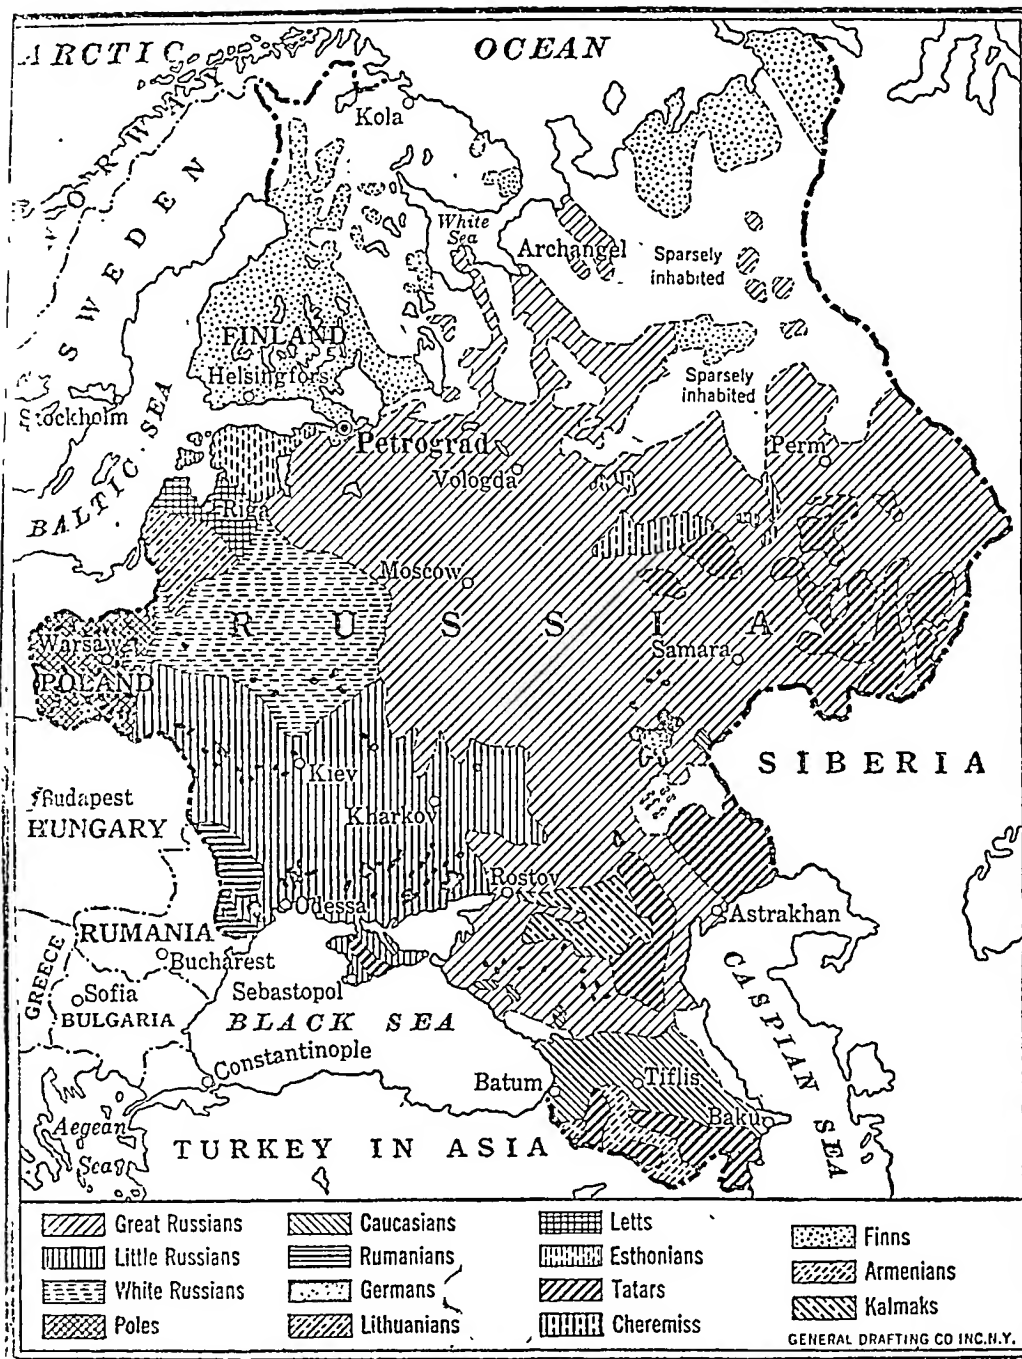 ARCTIC OCEAN
NORWAY
SWEDEN
Kola
White
Sea
Archangel
Sparsely
inhabited
FINLAND
Helsingfors
Sparsely
inhabited
Stockholm
BALTIC SEA
Petrograd
Vologda
Perm
Riga
Moscow
RUSSIA
Warsaw
POLAND
Samara
SIBERIA
Kiev
Budapest
HUNGARY
Kharkov
Rostov
Odessa
Astrakhan
RUMANIA
Bucharest
GREECE
Sofia
BULGARIA
Sebastopol
BLACK SEA
CASPIAN SEA
Constantinople
Batum
Tiflis
Baku
Aegean
Sea
TURKEY IN ASIA
Great Russians
Little Russians
White Russians
Poles
Caucasians
Rumanians
Germans
Lithuanians
Letts
Esthonians
Tatars
Cheremiss
Finns
Armenians
Kalmaks
GENERAL DRAFTING CO INC.N.Y.